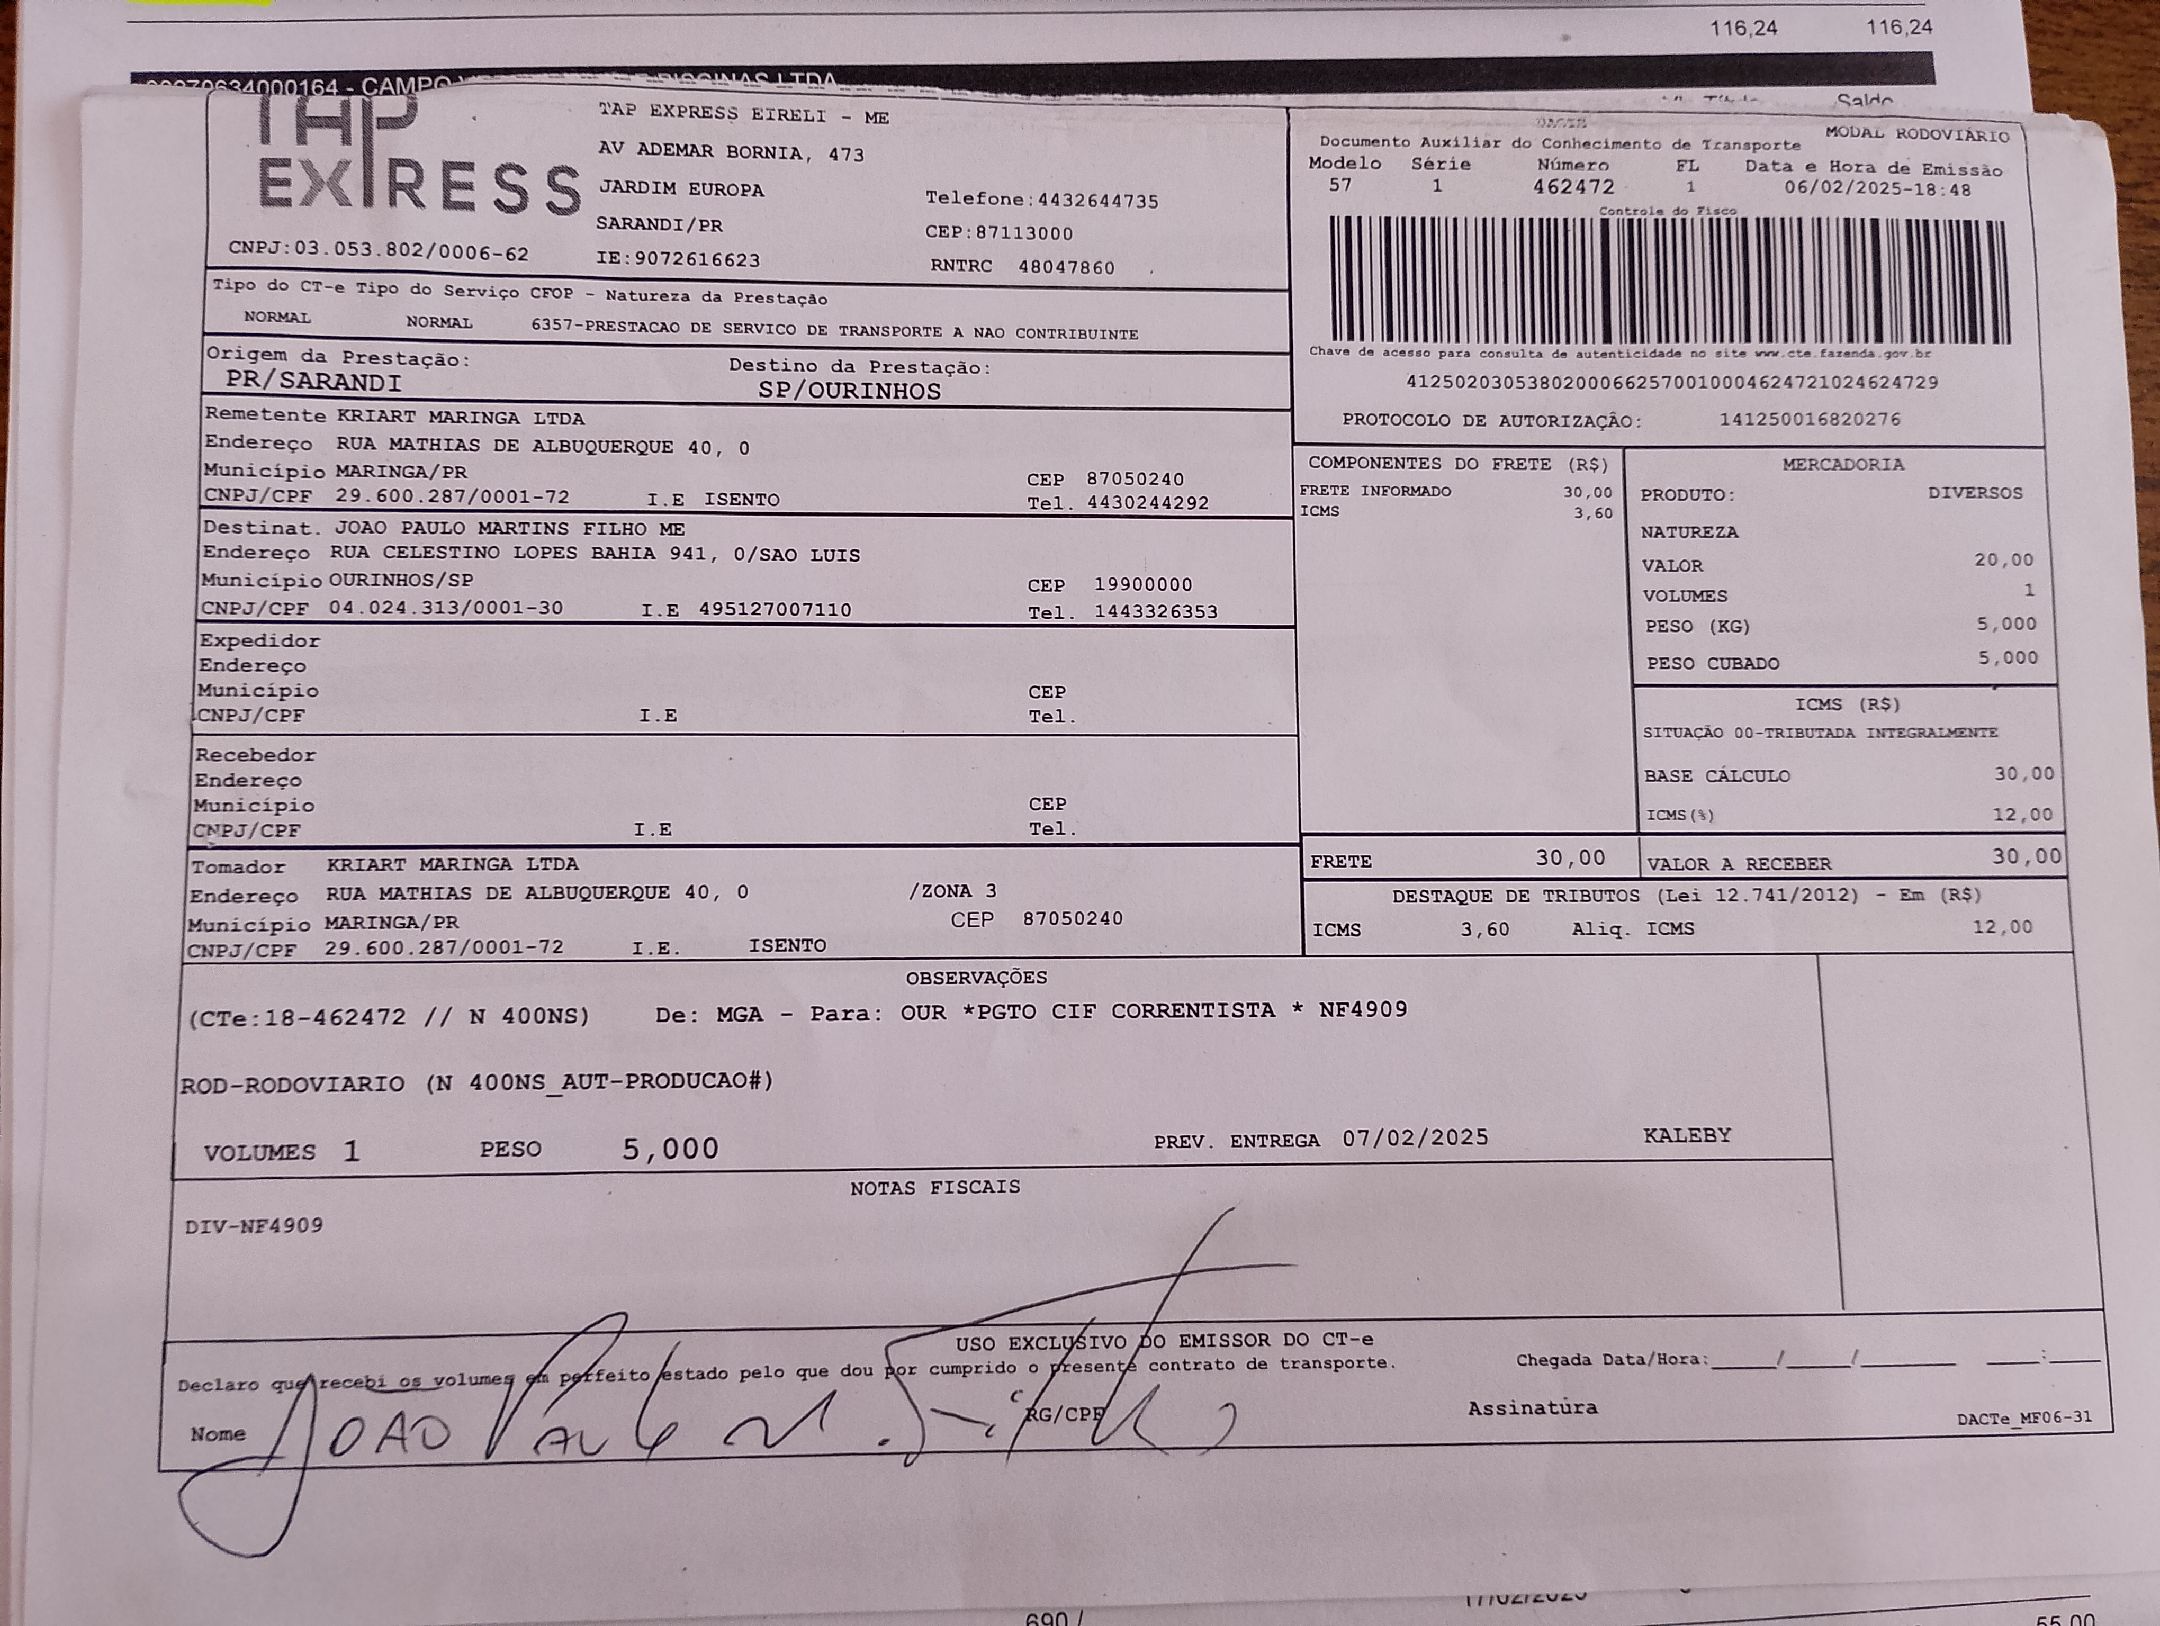 116,24 116,24
CAMPO
Saldo
TAP EXPRESS
TAP EXPRESS EIRELI - ME
AV ADEMAR BORNIA, 473
JARDIM EUROPA
Telefone:4432644735
SARANDI/PR
CEP:87113000
CNPJ:03.053.802/0006-62
IE:9072616623
RNTRC 48047860
MODAL RODOVIÁRIO
Documento Auxiliar do Conhecimento de Transporte
Modelo Série Número FL Data e Hora de Emissão
57 1 462472 1 06/02/2025-18:48
Controle do Fisco
Chave de acesso para consulta de autenticidade no site www.cte.fazenda.gov.br
41250203053802000662570010004624721024624729
PROTOCOLO DE AUTORIZAÇÃO: 141250016820276
Tipo do CT-e Tipo do Serviço CFOP - Natureza da Prestação
NORMAL NORMAL 6357-PRESTACAO DE SERVICO DE TRANSPORTE A NAO CONTRIBUINTE
Origem da Prestação: Destino da Prestação:
PR/SARANDI SP/OURINHOS
Remetente KRIART MARINGA LTDA
Endereço RUA MATHIAS DE ALBUQUERQUE 40, 0
Município MARINGA/PR CEP 87050240
CNPJ/CPF 29.600.287/0001-72 I.E ISENTO Tel. 4430244292
Destinat. JOAO PAULO MARTINS FILHO ME
Endereço RUA CELESTINO LOPES BAHIA 941, 0/SAO LUIS
Município OURINHOS/SP CEP 19900000
CNPJ/CPF 04.024.313/0001-30 I.E 495127007110 Tel. 1443326353
Expedidor
Endereço
Município CEP
CNPJ/CPF I.E Tel.
Recebedor
Endereço
Município CEP
CNPJ/CPF I.E Tel.
Tomador KRIART MARINGA LTDA
Endereço RUA MATHIAS DE ALBUQUERQUE 40, 0 /ZONA 3
Município MARINGA/PR CEP 87050240
CNPJ/CPF 29.600.287/0001-72 I.E. ISENTO
COMPONENTES DO FRETE (R$)
FRETE INFORMADO 30,00
ICMS 3,60
MERCADORIA
PRODUTO: DIVERSOS
NATUREZA
VALOR 20,00
VOLUMES 1
PESO (KG) 5,000
PESO CUBADO 5,000
ICMS (R$)
SITUAÇÃO 00-TRIBUTADA INTEGRALMENTE
BASE CÁLCULO 30,00
ICMS(%) 12,00
FRETE 30,00 VALOR A RECEBER 30,00
DESTAQUE DE TRIBUTOS (Lei 12.741/2012) - Em (R$)
ICMS 3,60 Aliq. ICMS 12,00
OBSERVAÇÕES
(CTe:18-462472 // N 400NS) De: MGA - Para: OUR *PGTO CIF CORRENTISTA * NF4909
ROD-RODOVIARIO (N 400NS_AUT-PRODUCAO#)
VOLUMES 1 PESO 5,000 PREV. ENTREGA 07/02/2025 KALEBY
NOTAS FISCAIS
DIV-NF4909
USO EXCLUSIVO DO EMISSOR DO CT-e
Declaro que recebi os volumes em perfeito estado pelo que dou por cumprido o presente contrato de transporte. Chegada Data/Hora:_____/_____/_______ ____:____
Nome JOAO Paulo RG/CPF Assinatura DACTe_MF06-31
690 /
55,00